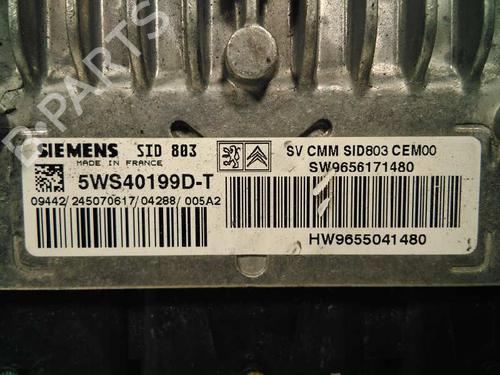 B-PARTS
SIEMENS SID 803
MADE IN FRANCE
5WS40199D-T
09442/245070617/04288/005A2
SV CMM SID803 CEM00
SW9656171480
HW9655041480